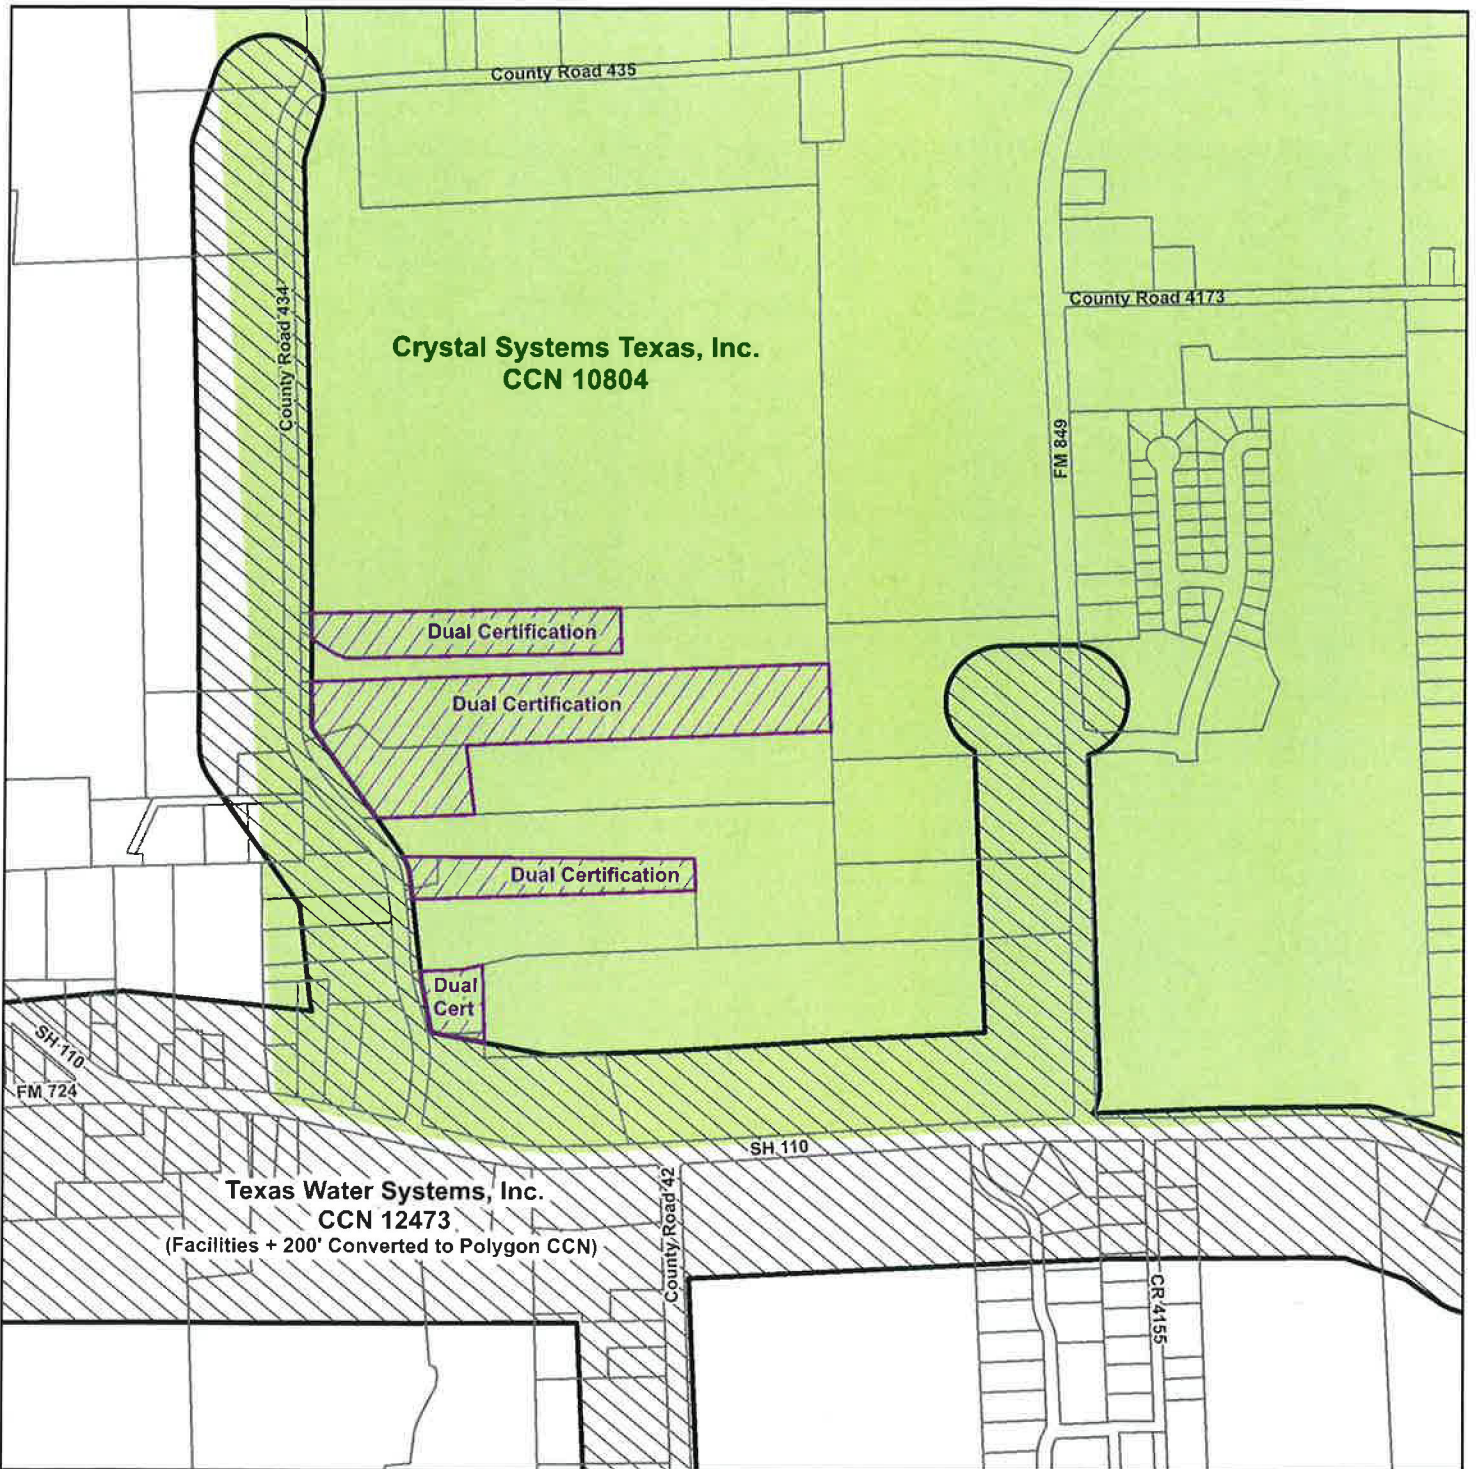 County Road 435
County Road 434
County Road 4173
Crystal Systems Texas, Inc.
CCN 10804
FM 849
Dual Certification
Dual Certification
Dual Certification
Dual
Cert
SH 110
FM 724
SH 110
Texas Water Systems, Inc.
CCN 12473
(Facilities + 200' Converted to Polygon CCN)
County Road 42
CR 4155